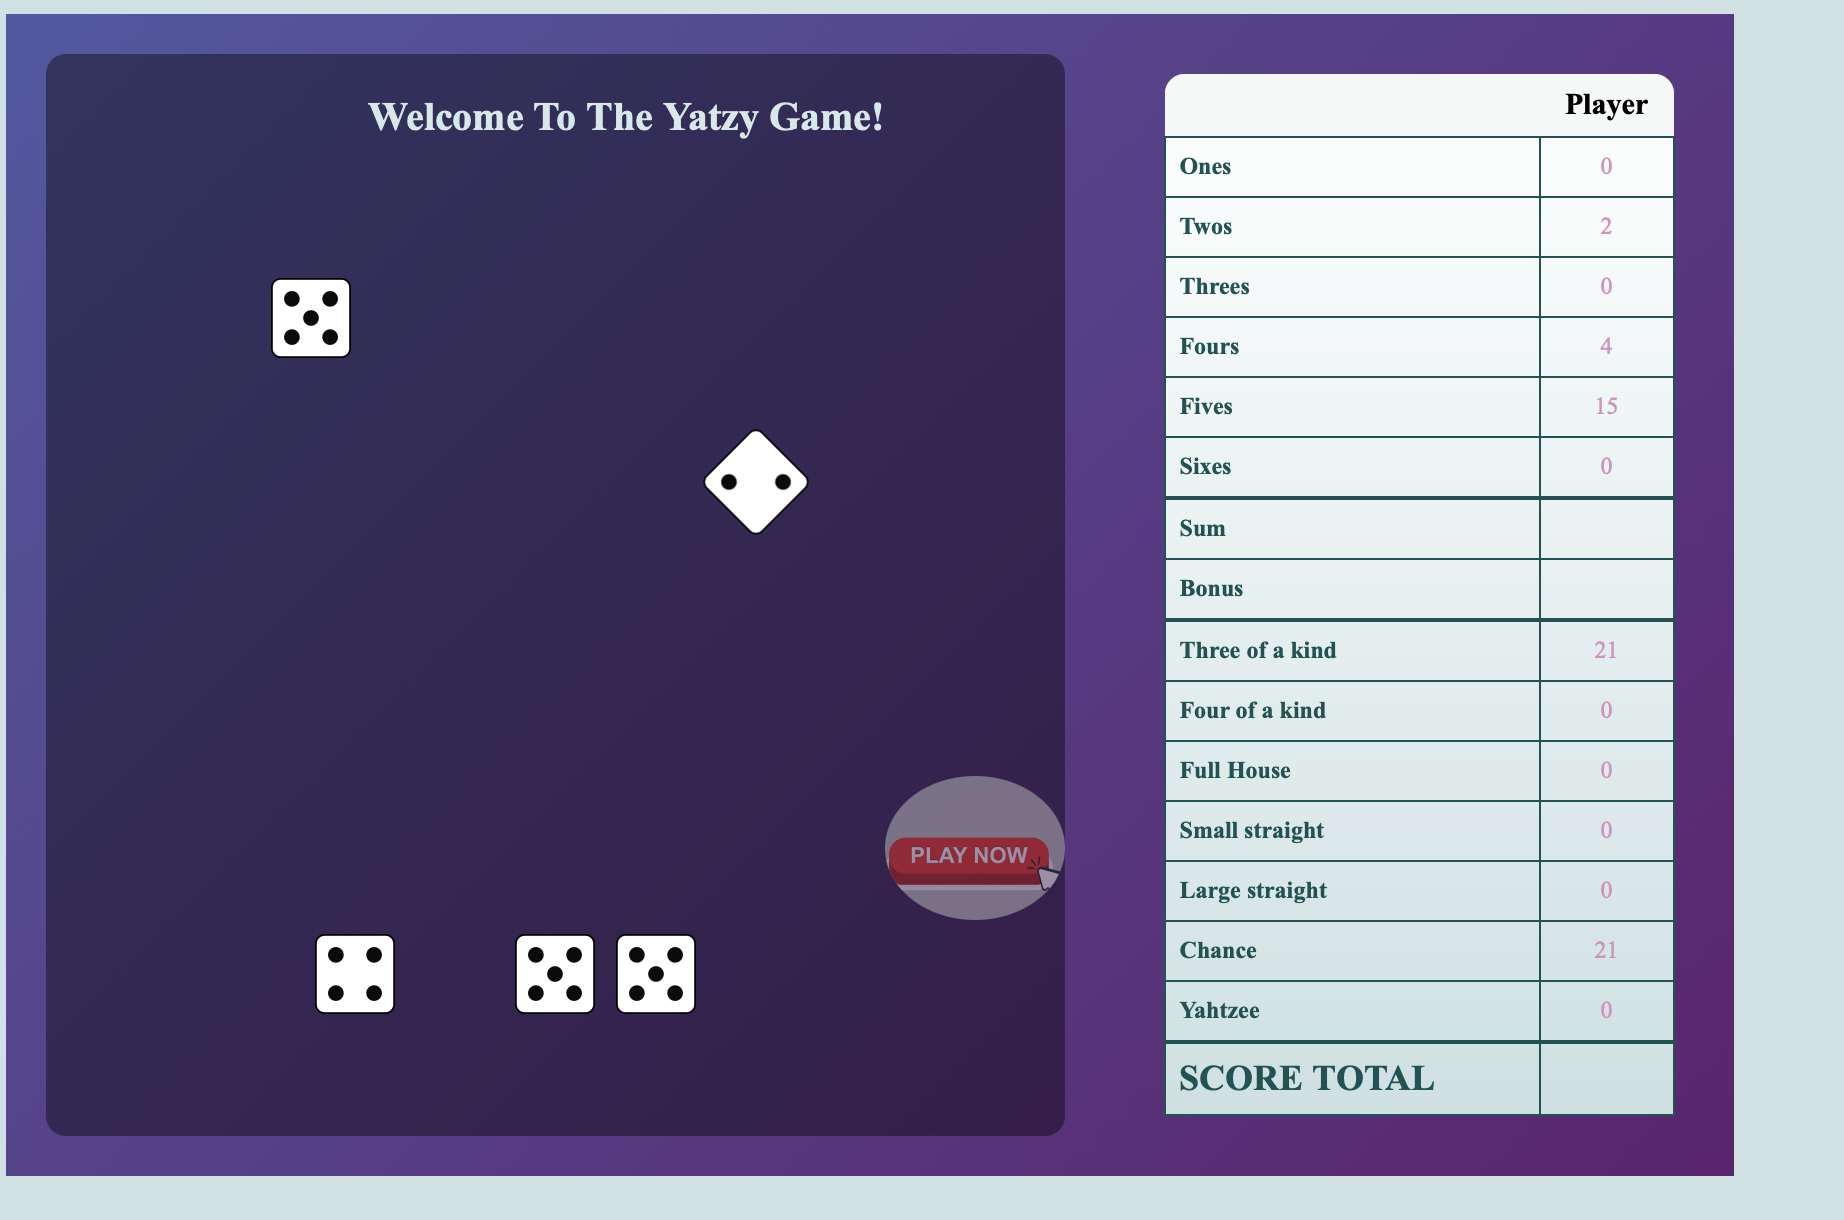 Welcome To The Yatzy Game!
PLAY NOW
Player
Ones 0
Twos 2
Threes 0
Fours 4
Fives 15
Sixes 0
Sum
Bonus
Three of a kind 21
Four of a kind 0
Full House 0
Small straight 0
Large straight 0
Chance 21
Yahtzee 0
SCORE TOTAL